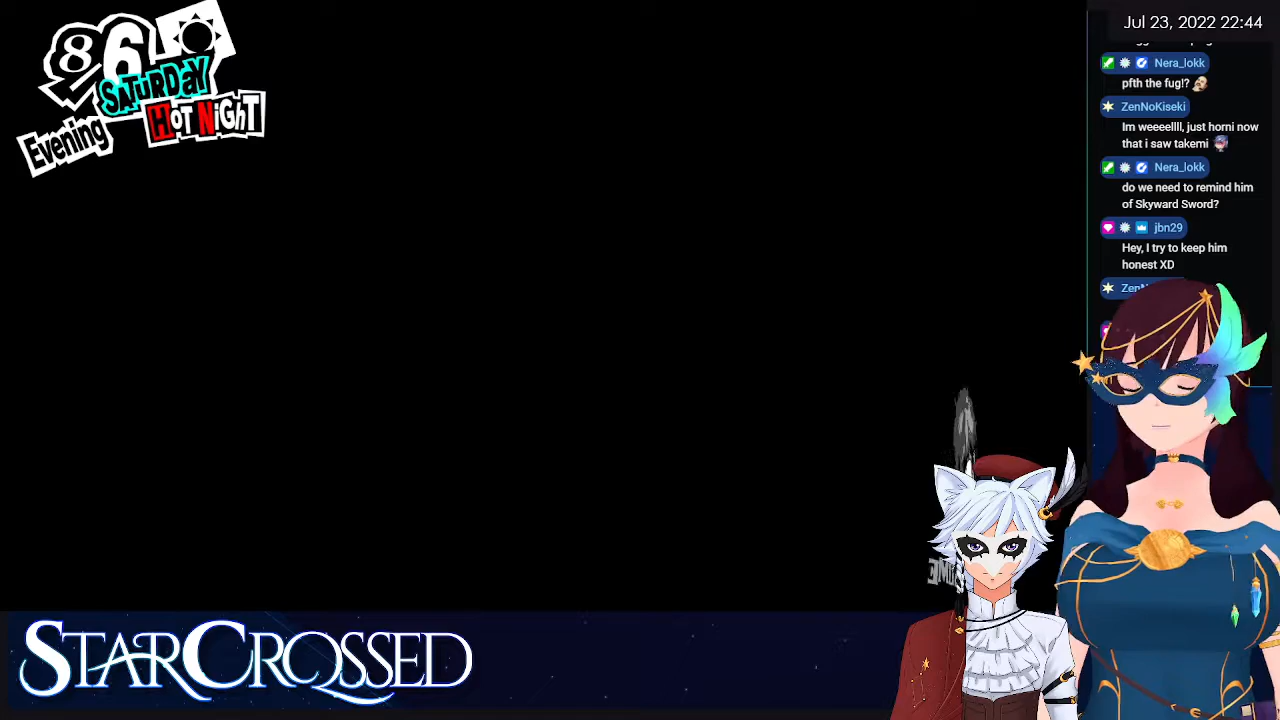 8/6
SATURDAY
HOT NIGHT
Evening
Jul 23, 2022 22:44
Nera_lokk
pfth the fug!?
ZenNoKiseki
Im weeeellll, just horni now
that i saw takemi
Nera_lokk
do we need to remind him
of Skyward Sword?
jbn29
Hey, I try to keep him
honest XD
STARCROSSED